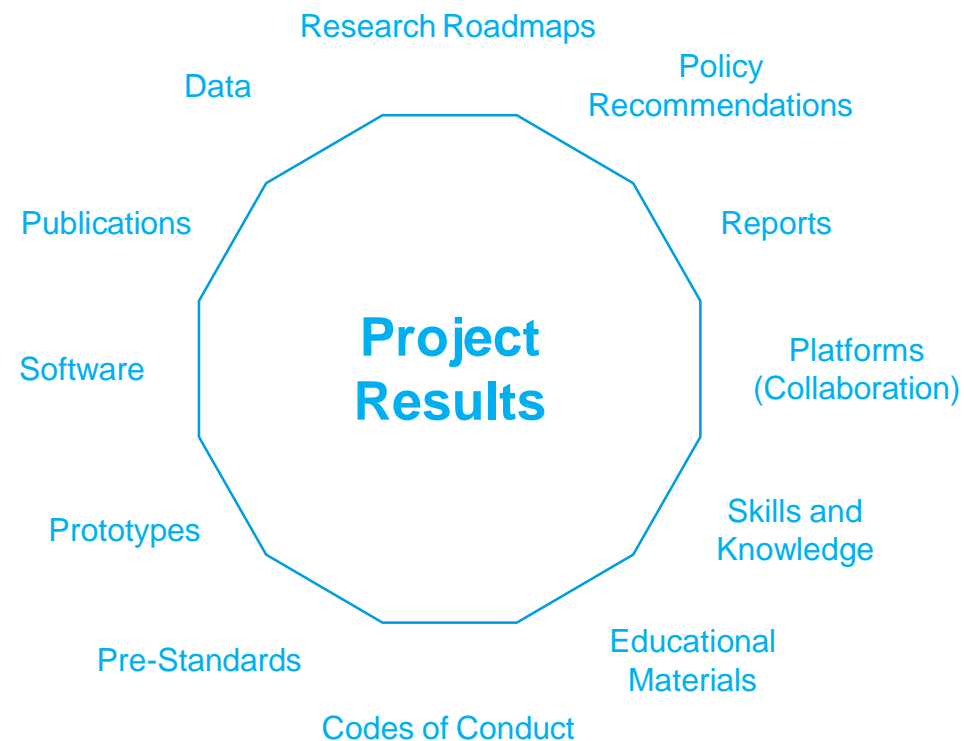 Research Roadmaps
Policy
Recommendations
Data
Publications
Reports
Project
Results
Software
Platforms
(Collaboration)
Prototypes
Skills and
Knowledge
Pre-Standards
Educational
Materials
Codes of Conduct